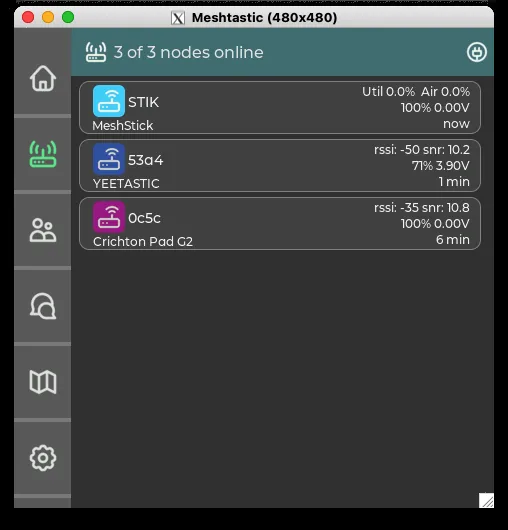 Meshtastic (480x480)
3 of 3 nodes online
STIK
Util 0.0% Air 0.0%
100% 0.00V
MeshStick
now
53a4
rssi: -50 snr: 10.2
71% 3.90V
YEETASTIC
1 min
0c5c
rssi: -35 snr: 10.8
100% 0.00V
Crichton Pad G2
6 min